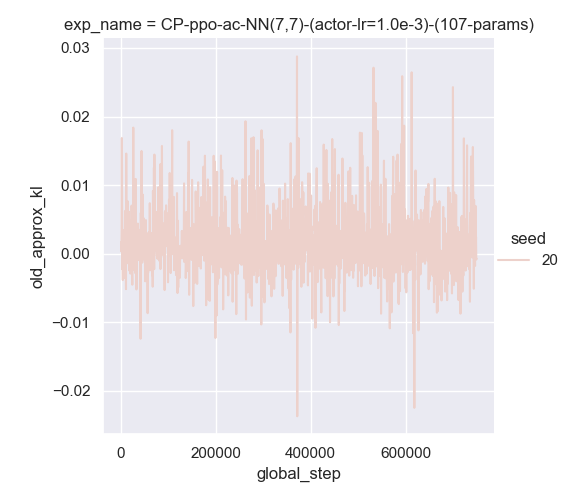 exp_name = CP-ppo-ac-NN(7,7)-(actor-lr=1.0e-3)-(107-params)
0.03
0.02
0.01
0.00
−0.01
−0.02
old_approx_kl
0
200000
400000
600000
global_step
seed
20